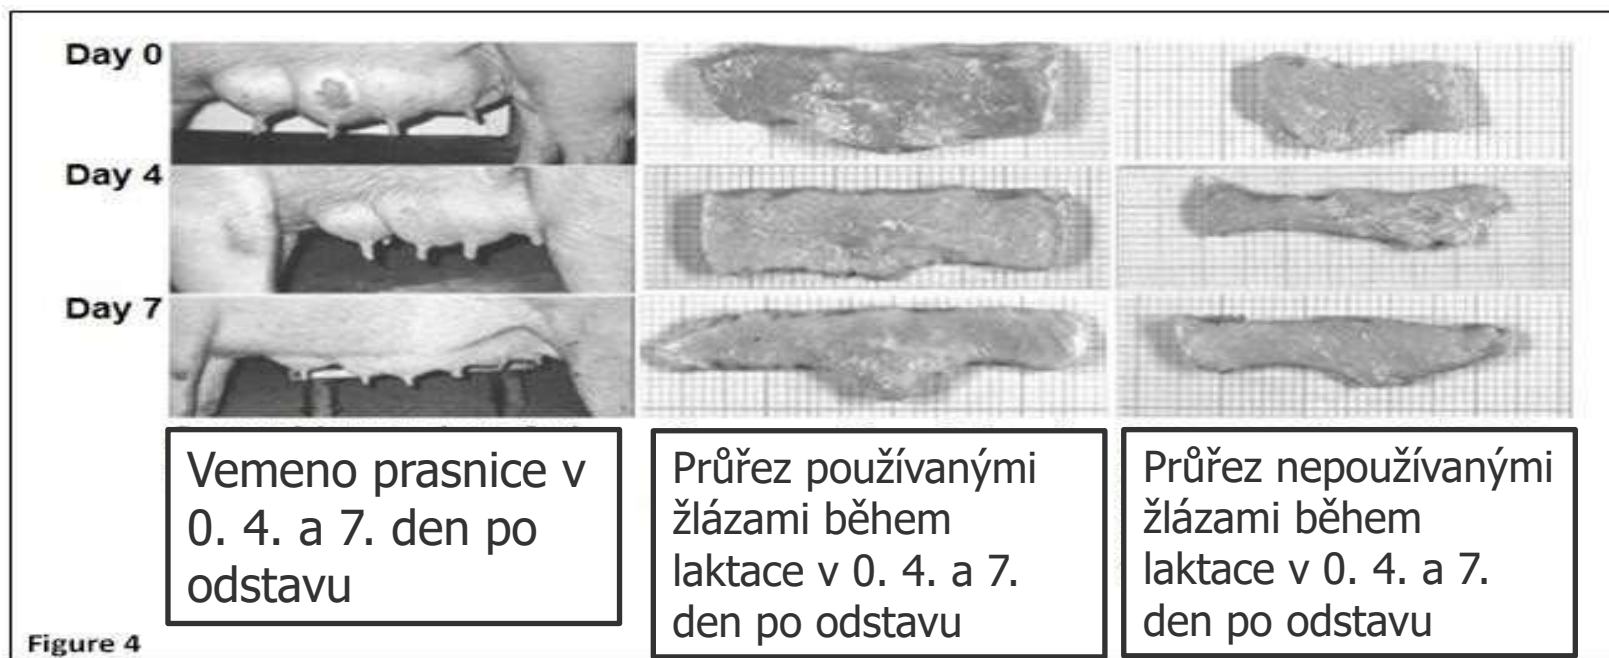 Day 0
Day 4
Day 7
Vemeno prasnice v
0. 4. a 7. den po
odstavu
Průřez používanými
žlázami během
laktace v 0. 4. a 7.
den po odstavu
Průřez nepoužívanými
žlázami během
laktace v 0. 4. a 7.
den po odstavu
Figure 4